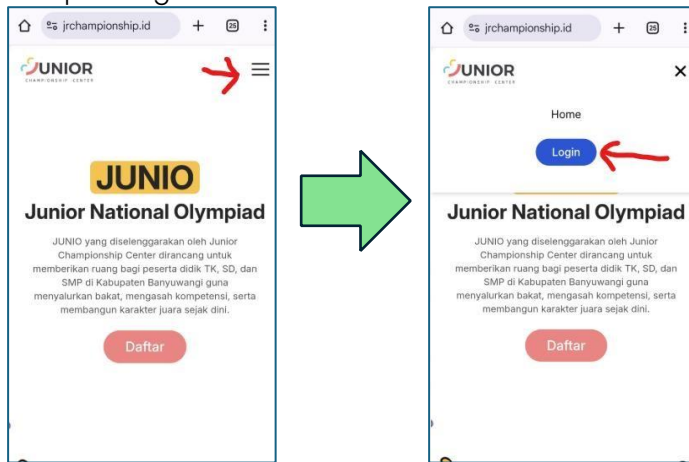 jrchampionship.id
25
JUNIOR
CHAMPIONSHIP CENTER
JUNIO
Junior National Olympiad
JUNIO yang diselenggarakan oleh Junior
Championship Center dirancang untuk
memberikan ruang bagi peserta didik TK, SD, dan
SMP di Kabupaten Banyuwangi guna
menyalurkan bakat, mengasah kompetensi, serta
membangun karakter juara sejak dini.
Daftar
jrchampionship.id
25
JUNIOR
CHAMPIONSHIP CENTER
Home
Login
Junior National Olympiad
JUNIO yang diselenggarakan oleh Junior
Championship Center dirancang untuk
memberikan ruang bagi peserta didik TK, SD, dan
SMP di Kabupaten Banyuwangi guna
menyalurkan bakat, mengasah kompetensi, serta
membangun karakter juara sejak dini.
Daftar